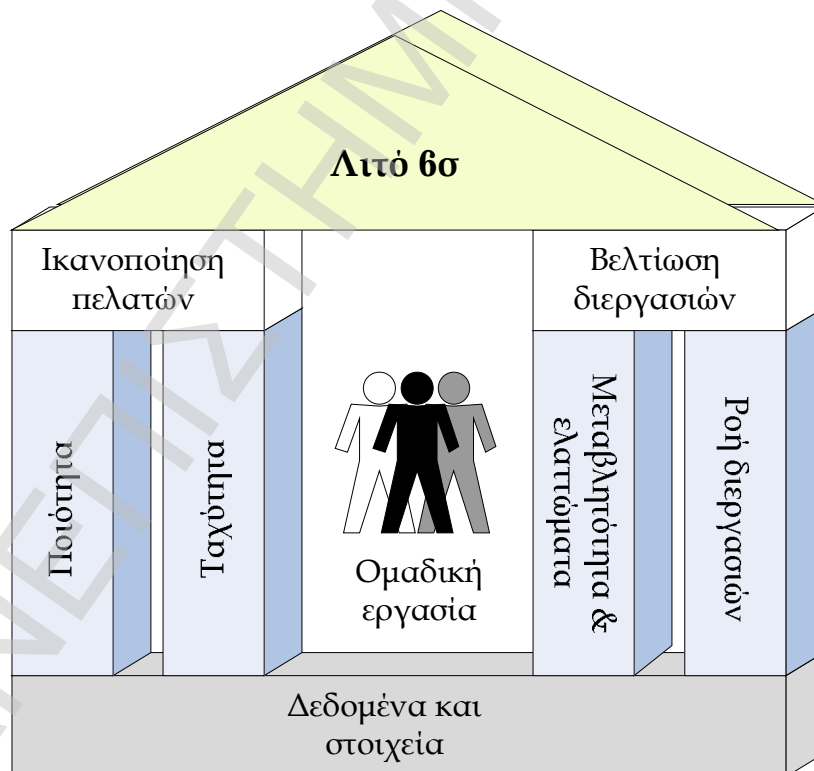 Λιτό 6σ
Ικανοποίηση
πελατών
Βελτίωση
διεργασιών
Ποιότητα
Ταχύτητα
Ομαδική
εργασία
Μεταβλητότητα &
ελαττώματα
Ροή διεργασιών
Δεδομένα και
στοιχεία